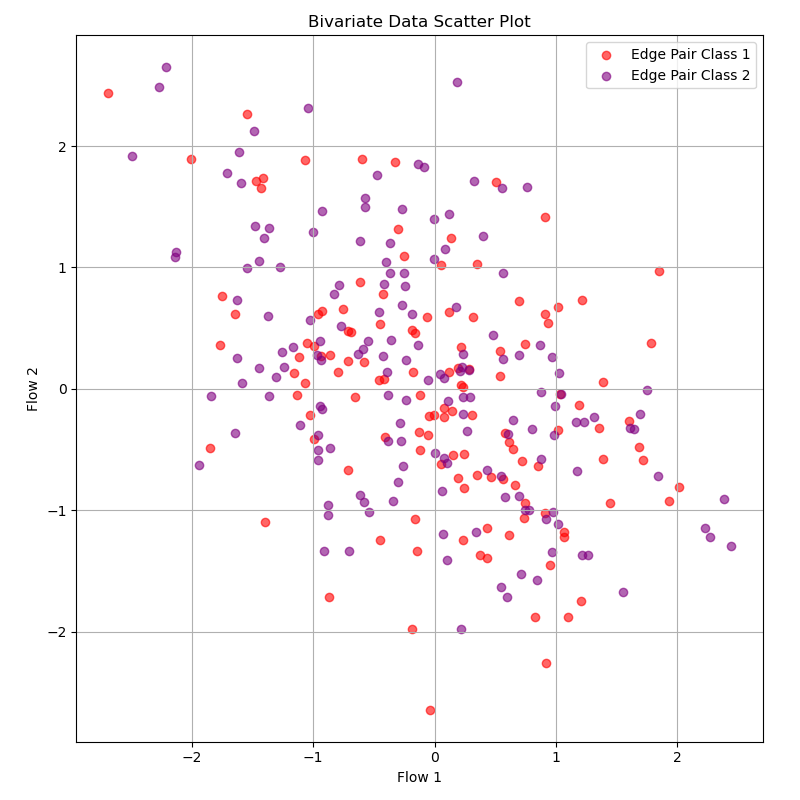 Bivariate Data Scatter Plot
Edge Pair Class 1
Edge Pair Class 2
Flow 2
2
1
0
−1
−2
−2
−1
0
1
2
Flow 1